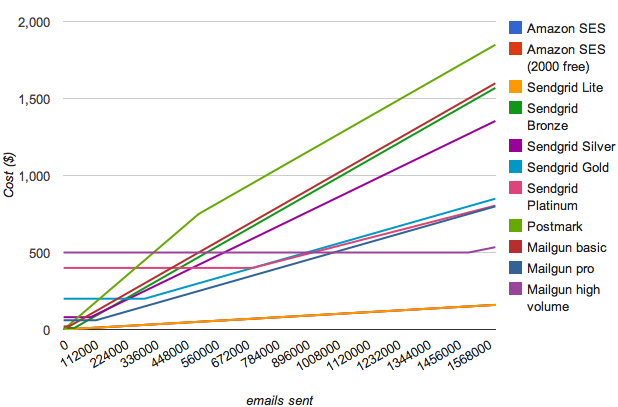 2,000
1,500
1,000
500
0
Cost ($)
0
112000
224000
336000
448000
560000
672000
784000
896000
1008000
1120000
1232000
1344000
1456000
1568000
emails sent
Amazon SES
Amazon SES
(2000 free)
Sendgrid Lite
Sendgrid
Bronze
Sendgrid Silver
Sendgrid Gold
Sendgrid
Platinum
Postmark
Mailgun basic
Mailgun pro
Mailgun high
volume